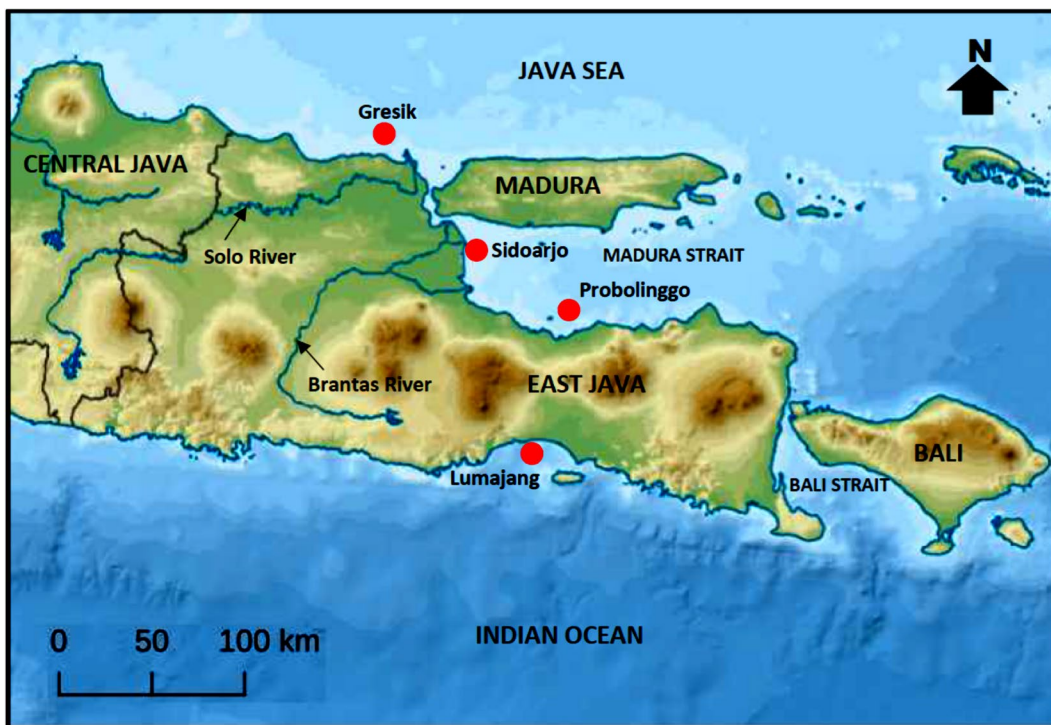 N
JAVA SEA
Gresik
CENTRAL JAVA
MADURA
Solo River
Sidoarjo
MADURA STRAIT
Probolinggo
Brantas River
EAST JAVA
BALI
Lumajang
BALI STRAIT
INDIAN OCEAN
0 50 100 km